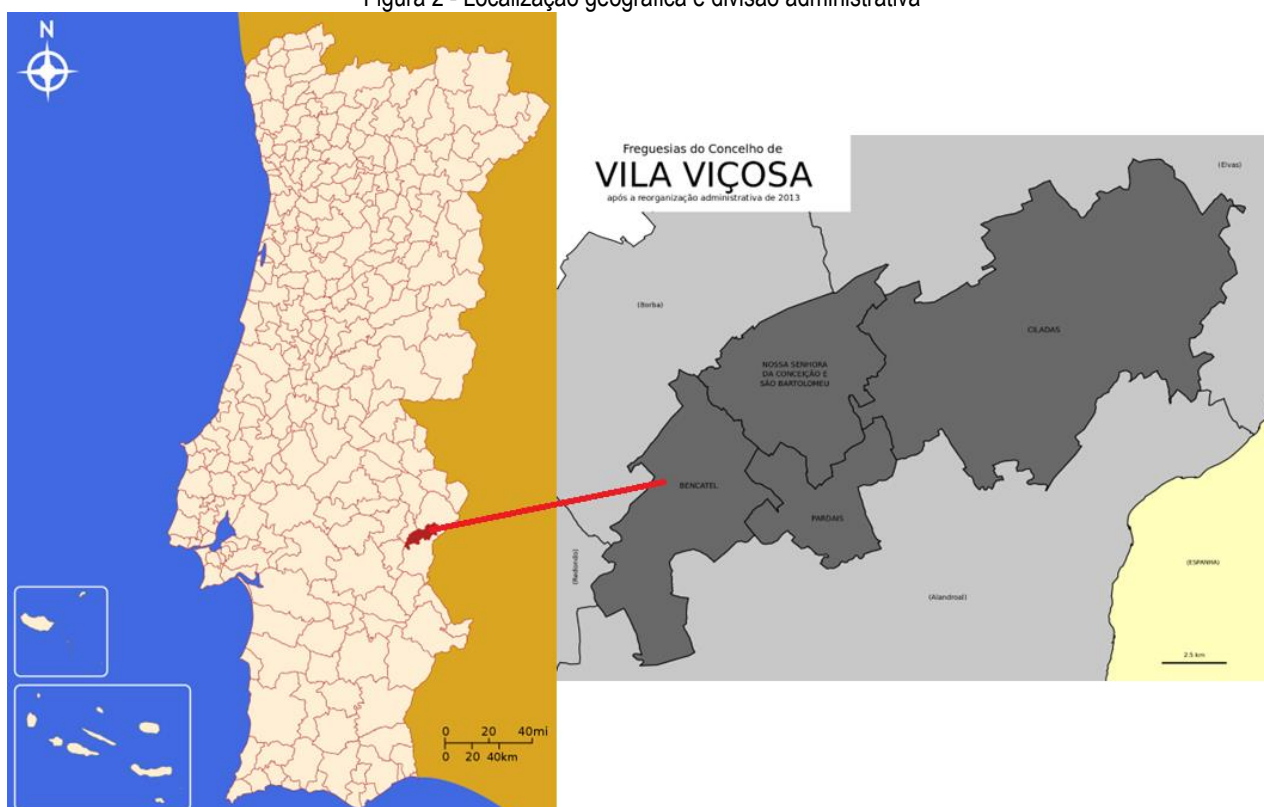 Figura 2 - Localização geográfica e divisão administrativa
N
Freguesias do Concelho de
VILA VIÇOSA
após a reorganização administrativa de 2013
(Elvas)
(Borba)
CILADAS
NOSSA SENHORA
DA CONCEIÇÃO E
SÃO BARTOLOMEU
BENCATEL
PARDAIS
(Redondo)
(Alandroal)
(ESPANHA)
2.5 km
0 20 40mi
0 20 40km